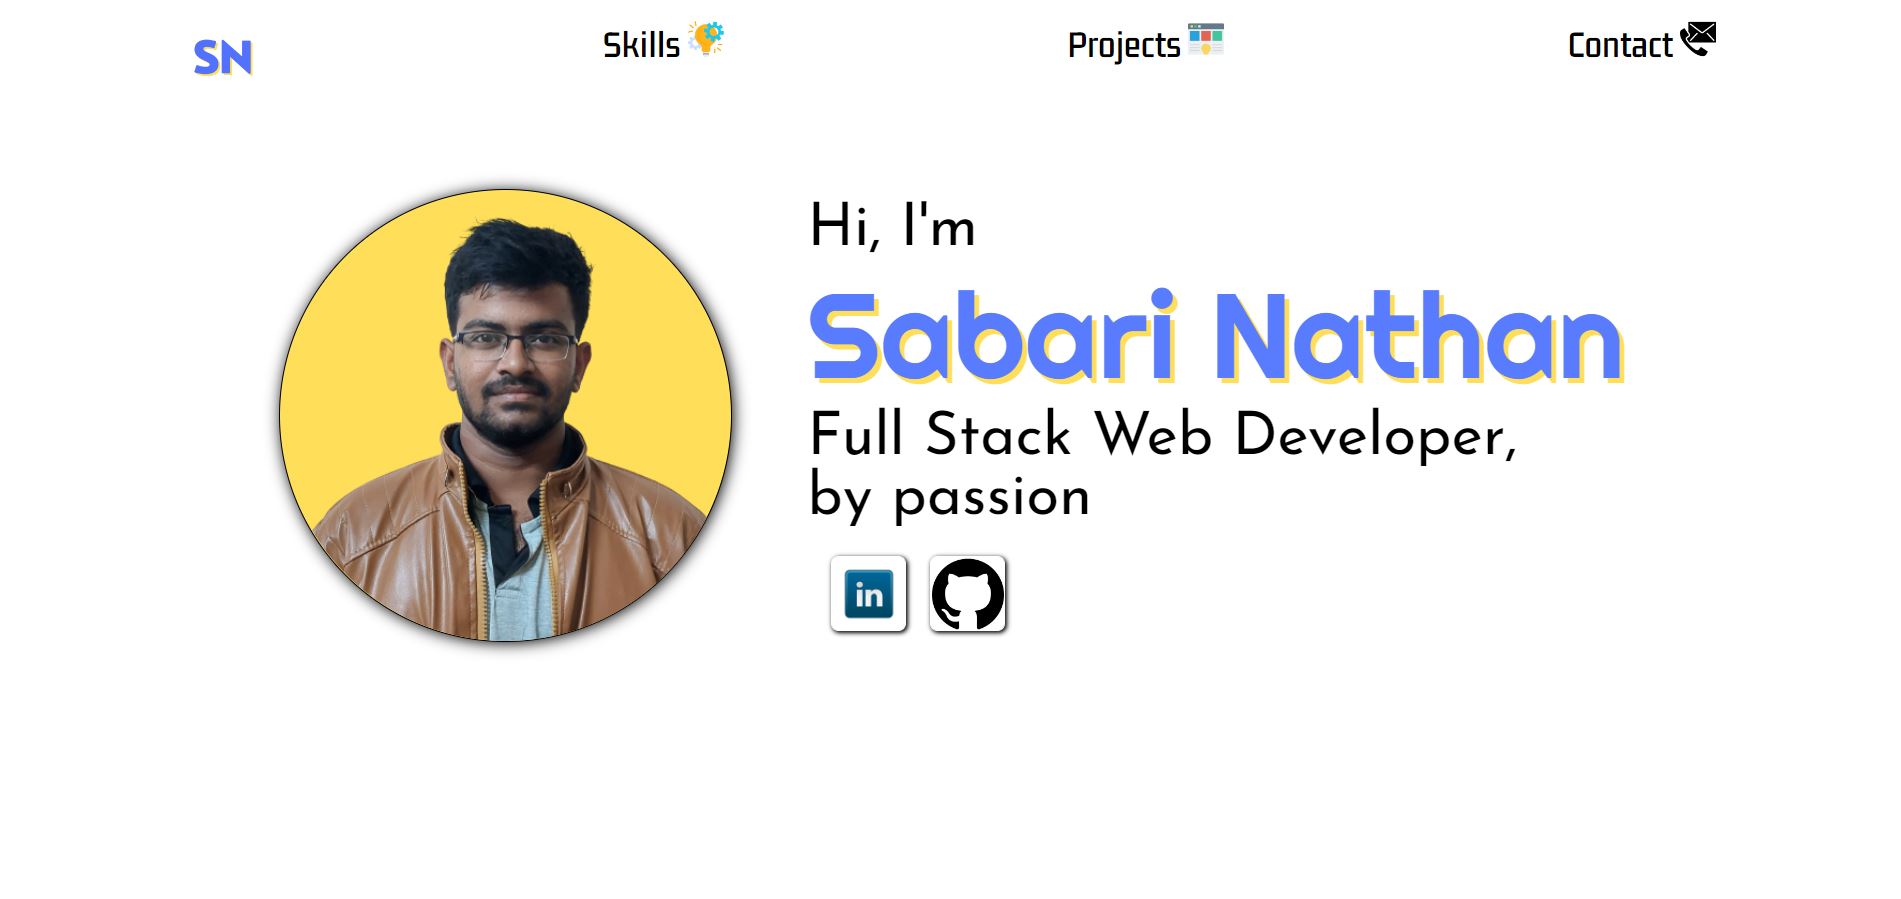 SN
Skills
Projects
Contact
Hi, I'm
Sabari Nathan
Full Stack Web Developer,
by passion
in